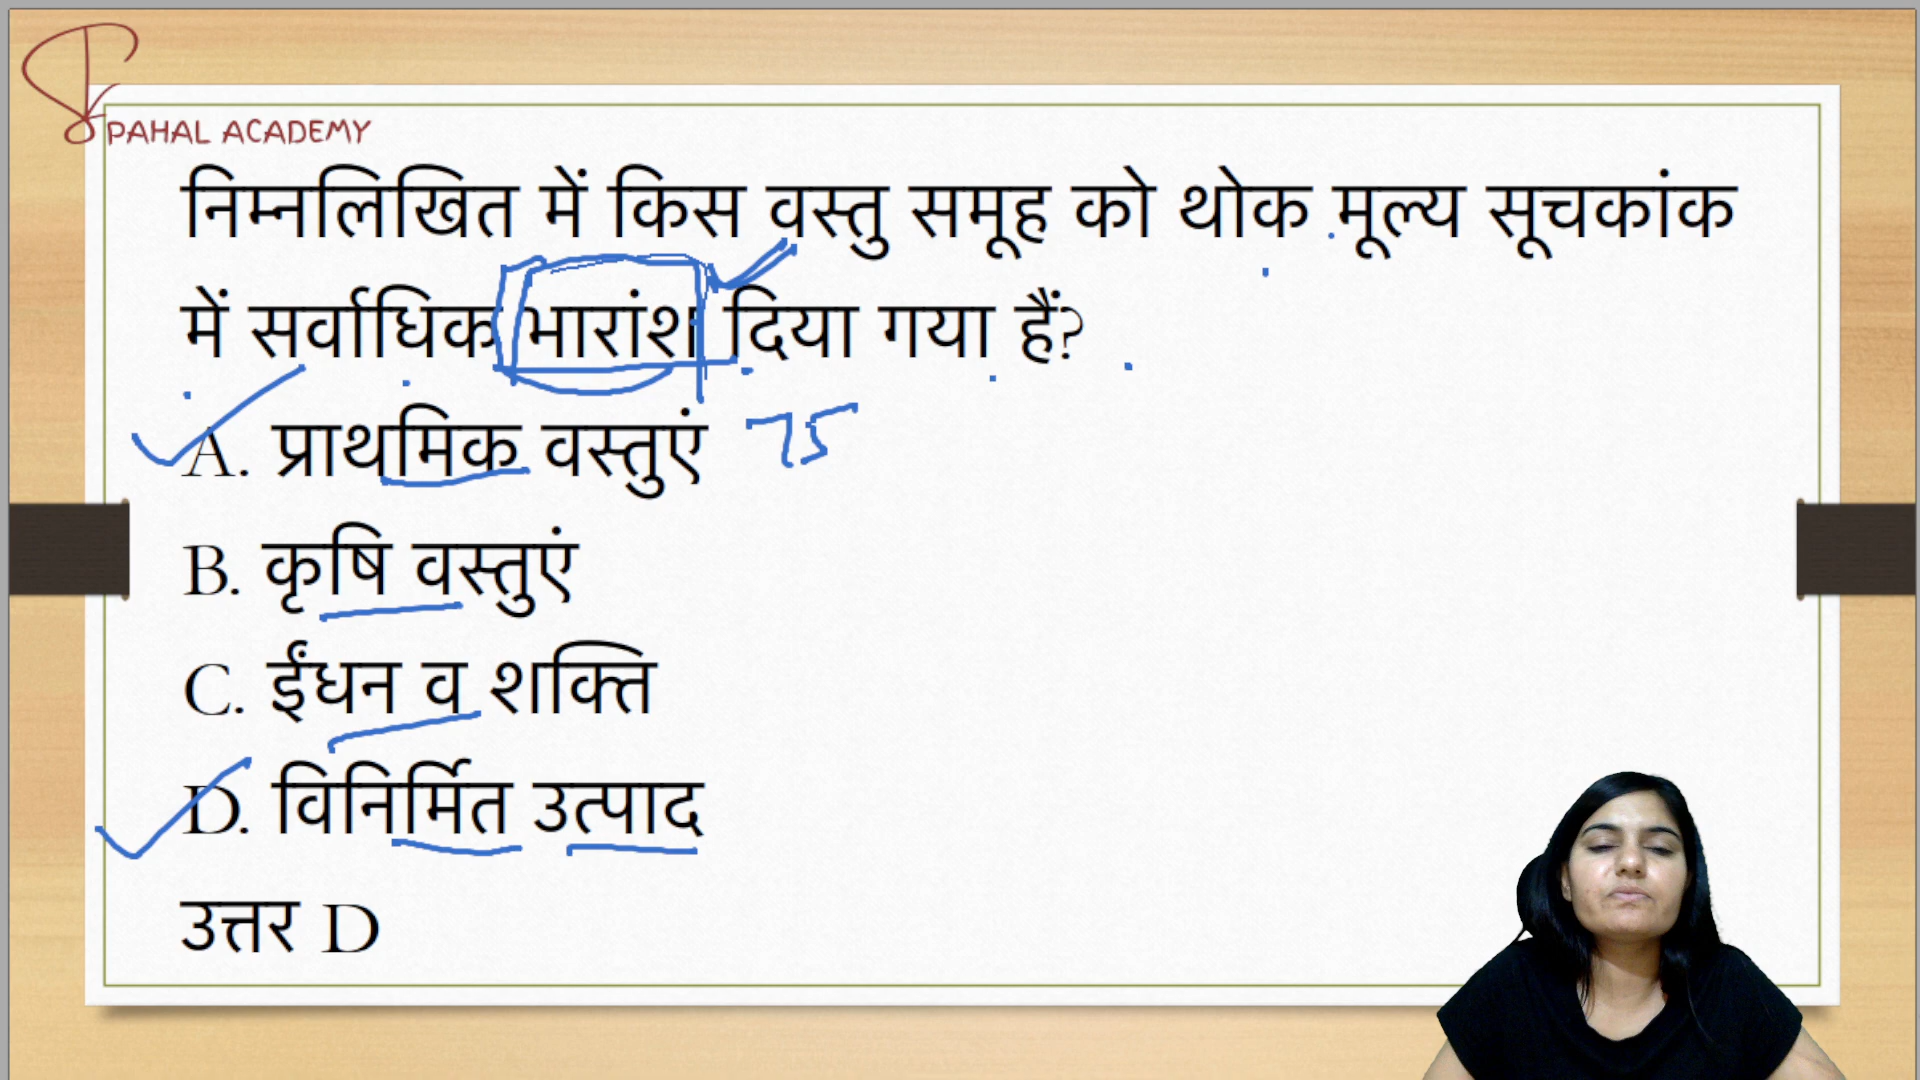 PAHAL ACADEMY
निम्नलिखित में किस वस्तु समूह को थोक मूल्य सूचकांक
में सर्वाधिक भारांश दिया गया हैं?
A. प्राथमिक वस्तुएं 75
B. कृषि वस्तुएं
C. ईंधन व शक्ति
D. विनिर्मित उत्पाद
उत्तर D